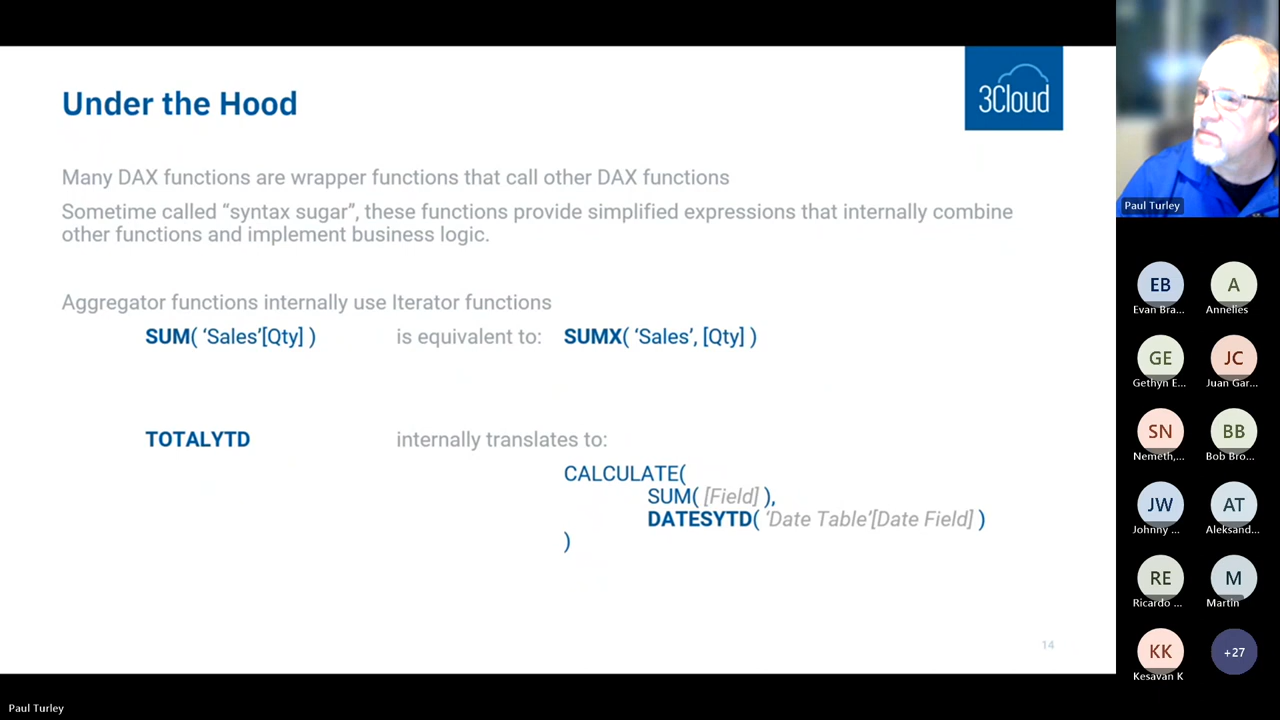 Under the Hood
3Cloud
Many DAX functions are wrapper functions that call other DAX functions
Sometime called “syntax sugar”, these functions provide simplified expressions that internally combine
other functions and implement business logic.
Aggregator functions internally use Iterator functions
SUM( ‘Sales’[Qty] ) is equivalent to: SUMX( ‘Sales’, [Qty] )
TOTALYTD internally translates to:
CALCULATE(
SUM( [Field] ),
DATESYTD( ‘Date Table’[Date Field] )
)
14
Paul Turley
EB A
Evan Bra... Annelies
GE JC
Gethyn E... Juan Gar...
SN BB
Nemeth,... Bob Bro...
JW AT
Johnny ... Aleksand...
RE M
Ricardo ... Martin
KK +27
Kesavan K
Paul Turley